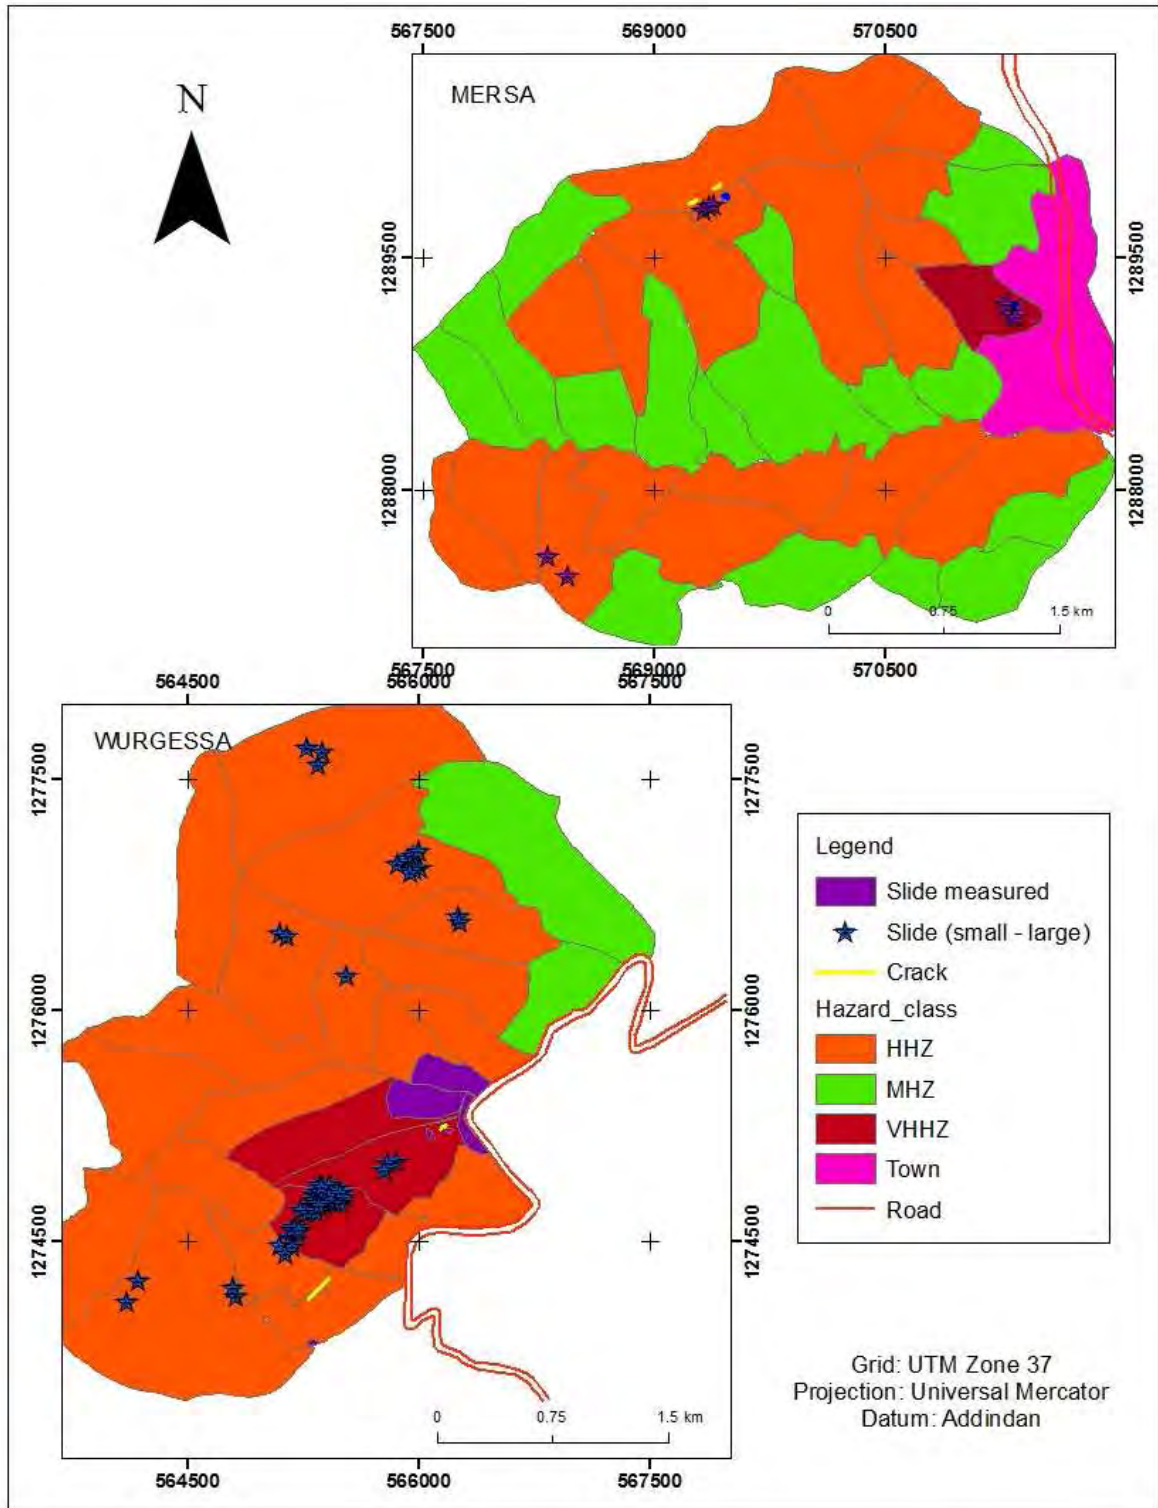 567500 569000 570500
N
MERSA
1289500 1289500
1288000 1288000
0 0.75 1.5 km
567500 569000 570500
564500 566000 567500
WURGESSA
1277500 1277500
1276000 1276000
1274500 1274500
0 0.75 1.5 km
564500 566000 567500
Legend
Slide measured
Slide (small - large)
Crack
Hazard_class
HHZ
MHZ
VHHZ
Town
Road
Grid: UTM Zone 37
Projection: Universal Mercator
Datum: Addindan